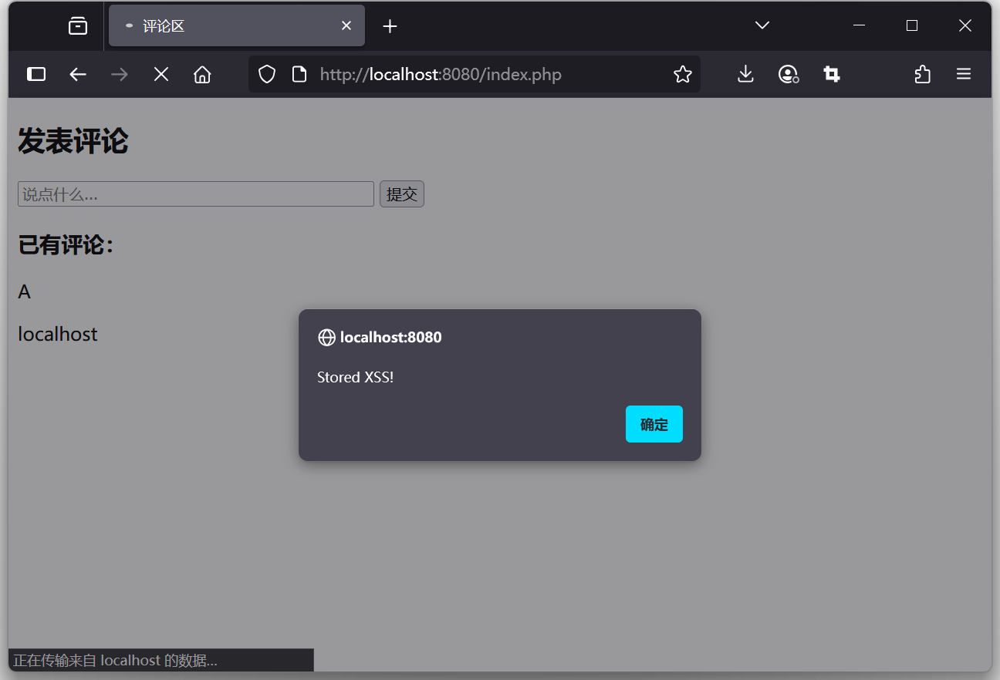 评论区
http://localhost:8080/index.php
发表评论
说点什么...
提交
已有评论：
A
localhost
localhost:8080
Stored XSS!
确定
正在传输来自 localhost 的数据...